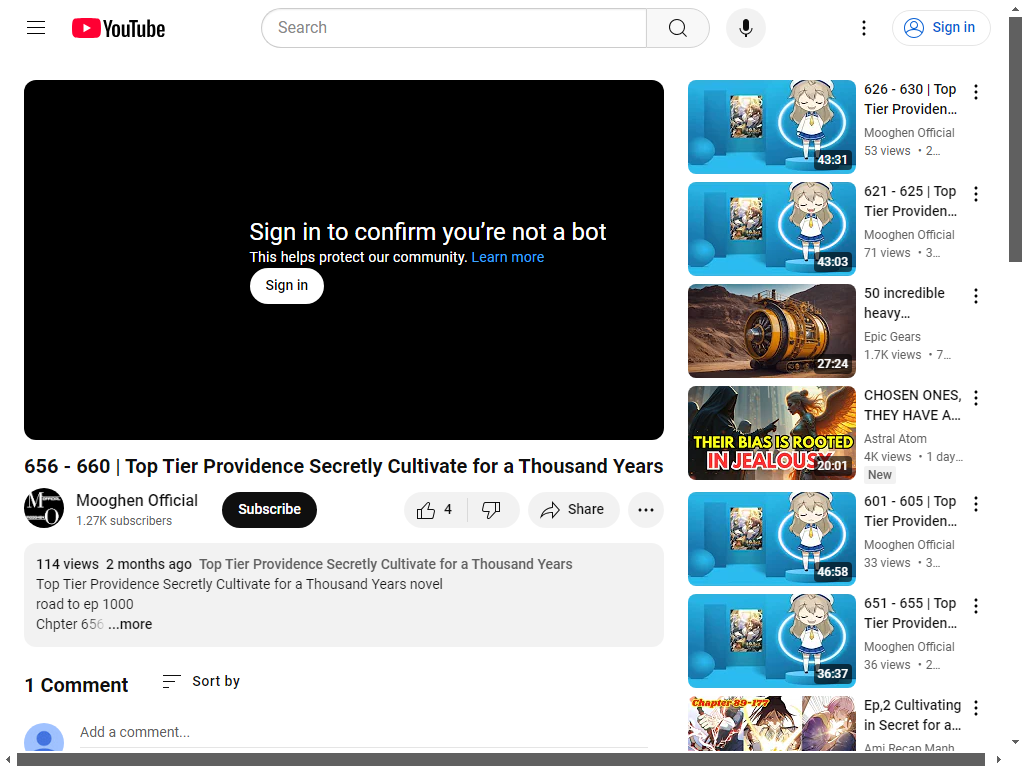 YouTube
Search
Sign in
Sign in to confirm you're not a bot
This helps protect our community. Learn more
Sign in
656 - 660 | Top Tier Providence Secretly Cultivate for a Thousand Years
Mooghen Official
1.27K subscribers
Subscribe
4
Share
114 views 2 months ago Top Tier Providence Secretly Cultivate for a Thousand Years
Top Tier Providence Secretly Cultivate for a Thousand Years novel
road to ep 1000
Chpter 656 ...more
1 Comment
Sort by
Add a comment...
43:31
626 - 630 | Top
Tier Providen...
Mooghen Official
53 views • 2...
43:03
621 - 625 | Top
Tier Providen...
Mooghen Official
71 views • 3...
27:24
50 incredible
heavy...
Epic Gears
1.7K views • 7...
THEIR BIAS IS ROOTED
IN JEALOUSY
20:01
CHOSEN ONES,
THEY HAVE A...
Astral Atom
4K views • 1 day...
New
46:58
601 - 605 | Top
Tier Providen...
Mooghen Official
33 views • 3...
36:37
651 - 655 | Top
Tier Providen...
Mooghen Official
36 views • 2...
Chapter 89-177
Ep,2 Cultivating
in Secret for a...
Ami Recap Manh